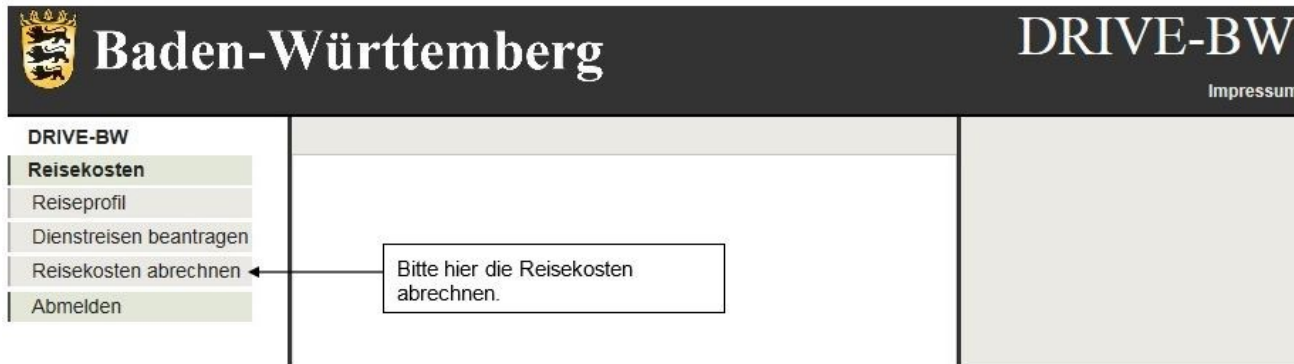 Baden-Württemberg
DRIVE-BW
Impressum
DRIVE-BW
Reisekosten
Reiseprofil
Dienstreisen beantragen
Reisekosten abrechnen
Abmelden
Bitte hier die Reisekosten
abrechnen.